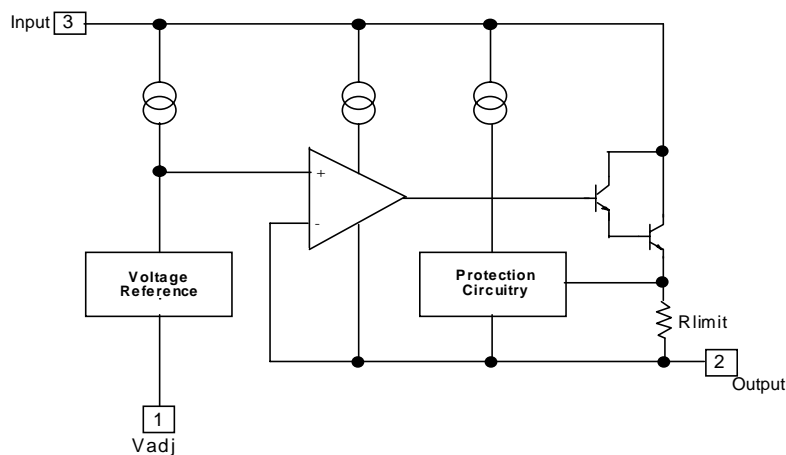 Input 3
+
-
Voltage
Reference
Protection
Circuitry
Rlimit
2
Output
1
Vadj